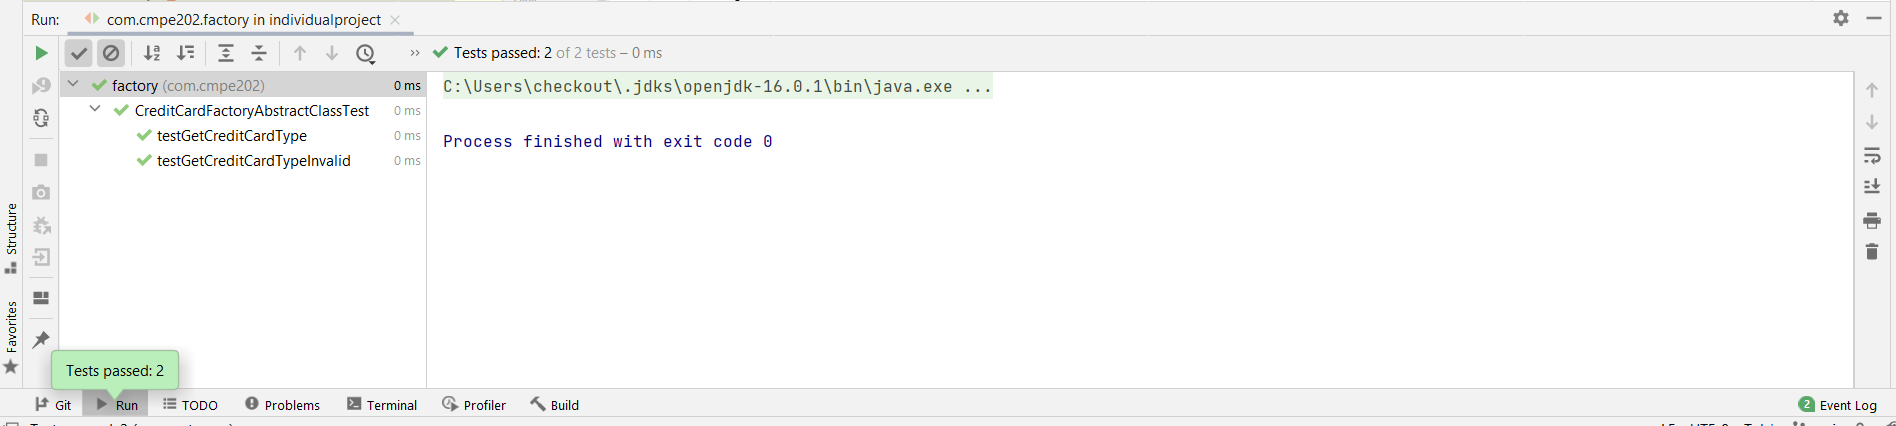 Run: com.cmpe202.factory in individualproject
Tests passed: 2 of 2 tests – 0 ms
factory (com.cmpe202) 0 ms
CreditCardFactoryAbstractClassTest 0 ms
testGetCreditCardType 0 ms
testGetCreditCardTypeInvalid 0 ms
C:\Users\checkout\.jdks\openjdk-16.0.1\bin\java.exe ...
Process finished with exit code 0
Structure
Favorites
Tests passed: 2
Git Run TODO Problems Terminal Profiler Build 2 Event Log